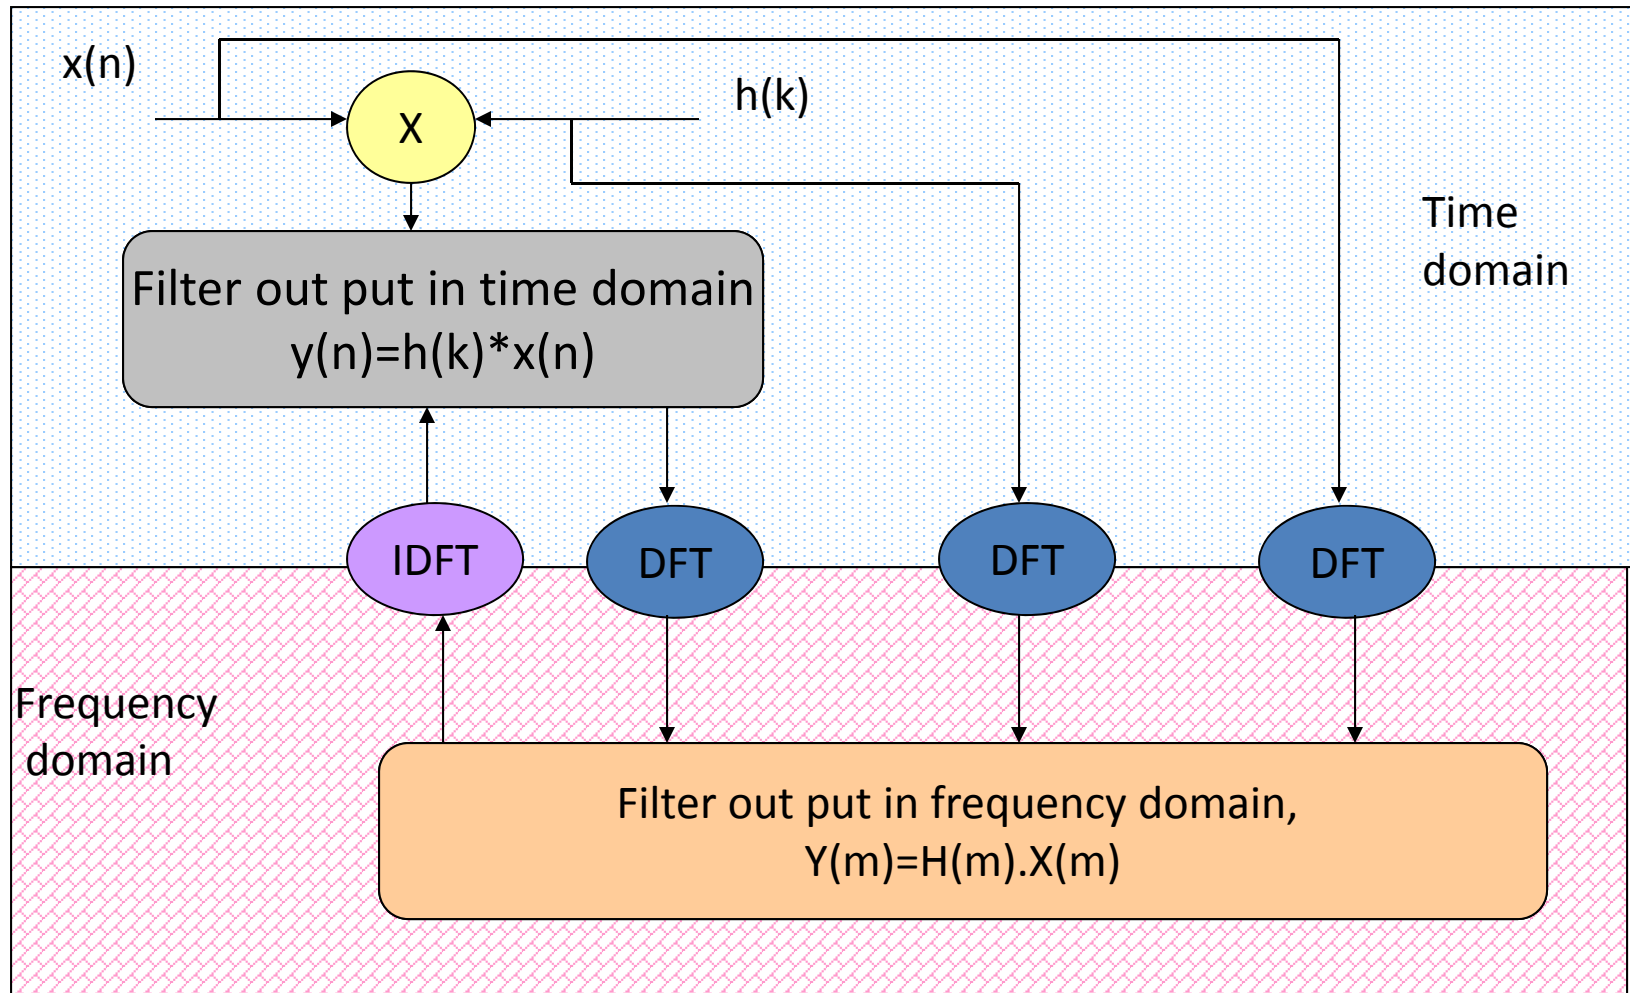 x(n)
h(k)
X
Time
domain
Filter out put in time domain
y(n)=h(k)*x(n)
IDFT
DFT
DFT
DFT
Frequency
domain
Filter out put in frequency domain,
Y(m)=H(m).X(m)